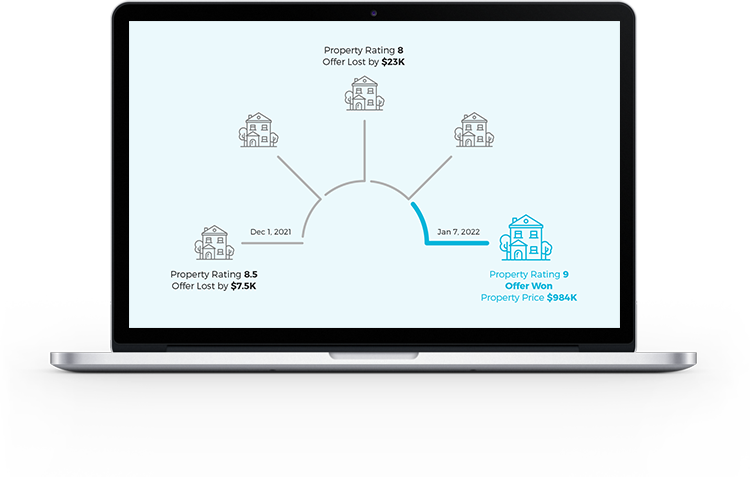 Property Rating 8
Offer Lost by $23K
Dec 1, 2021
Jan 7, 2022
Property Rating 8.5
Offer Lost by $7.5K
Property Rating 9
Offer Won
Property Price $984K